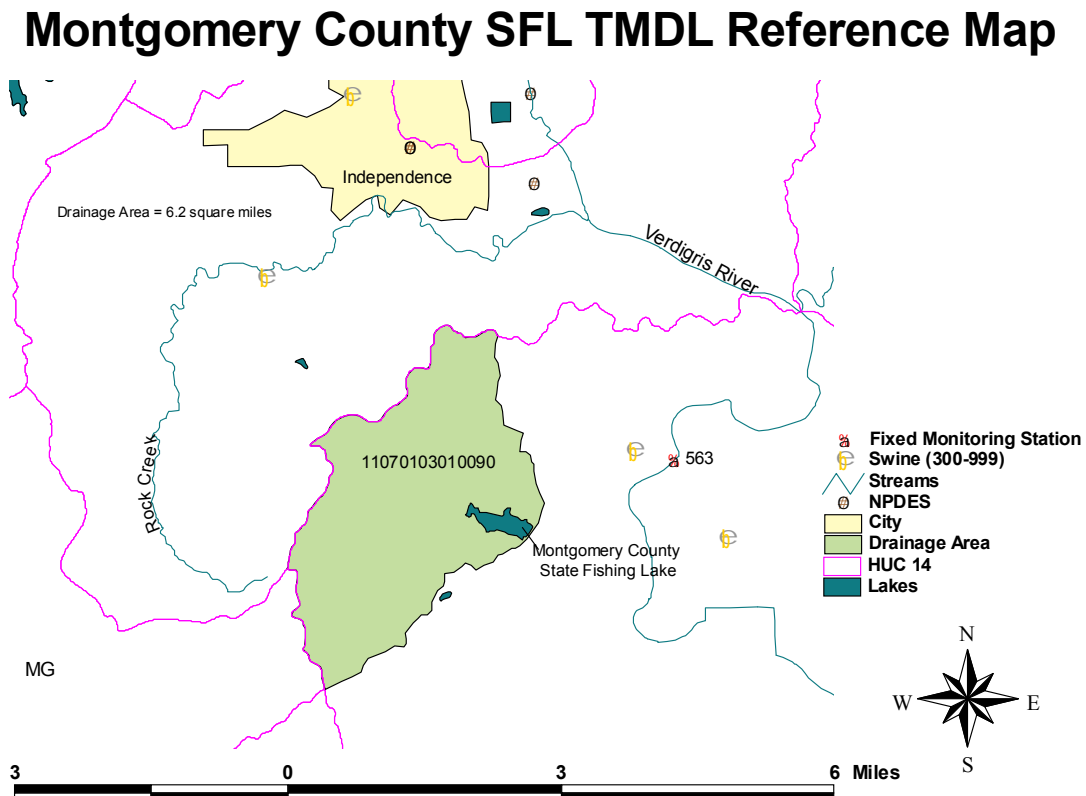 Montgomery County SFL TMDL Reference Map
Independence
Drainage Area = 6.2 square miles
Verdigris River
Rock Creek
11070103010090
563
Montgomery County
State Fishing Lake
MG
Fixed Monitoring Station
Swine (300-999)
Streams
NPDES
City
Drainage Area
HUC 14
Lakes
N
W E
S
3 0 3 6 Miles